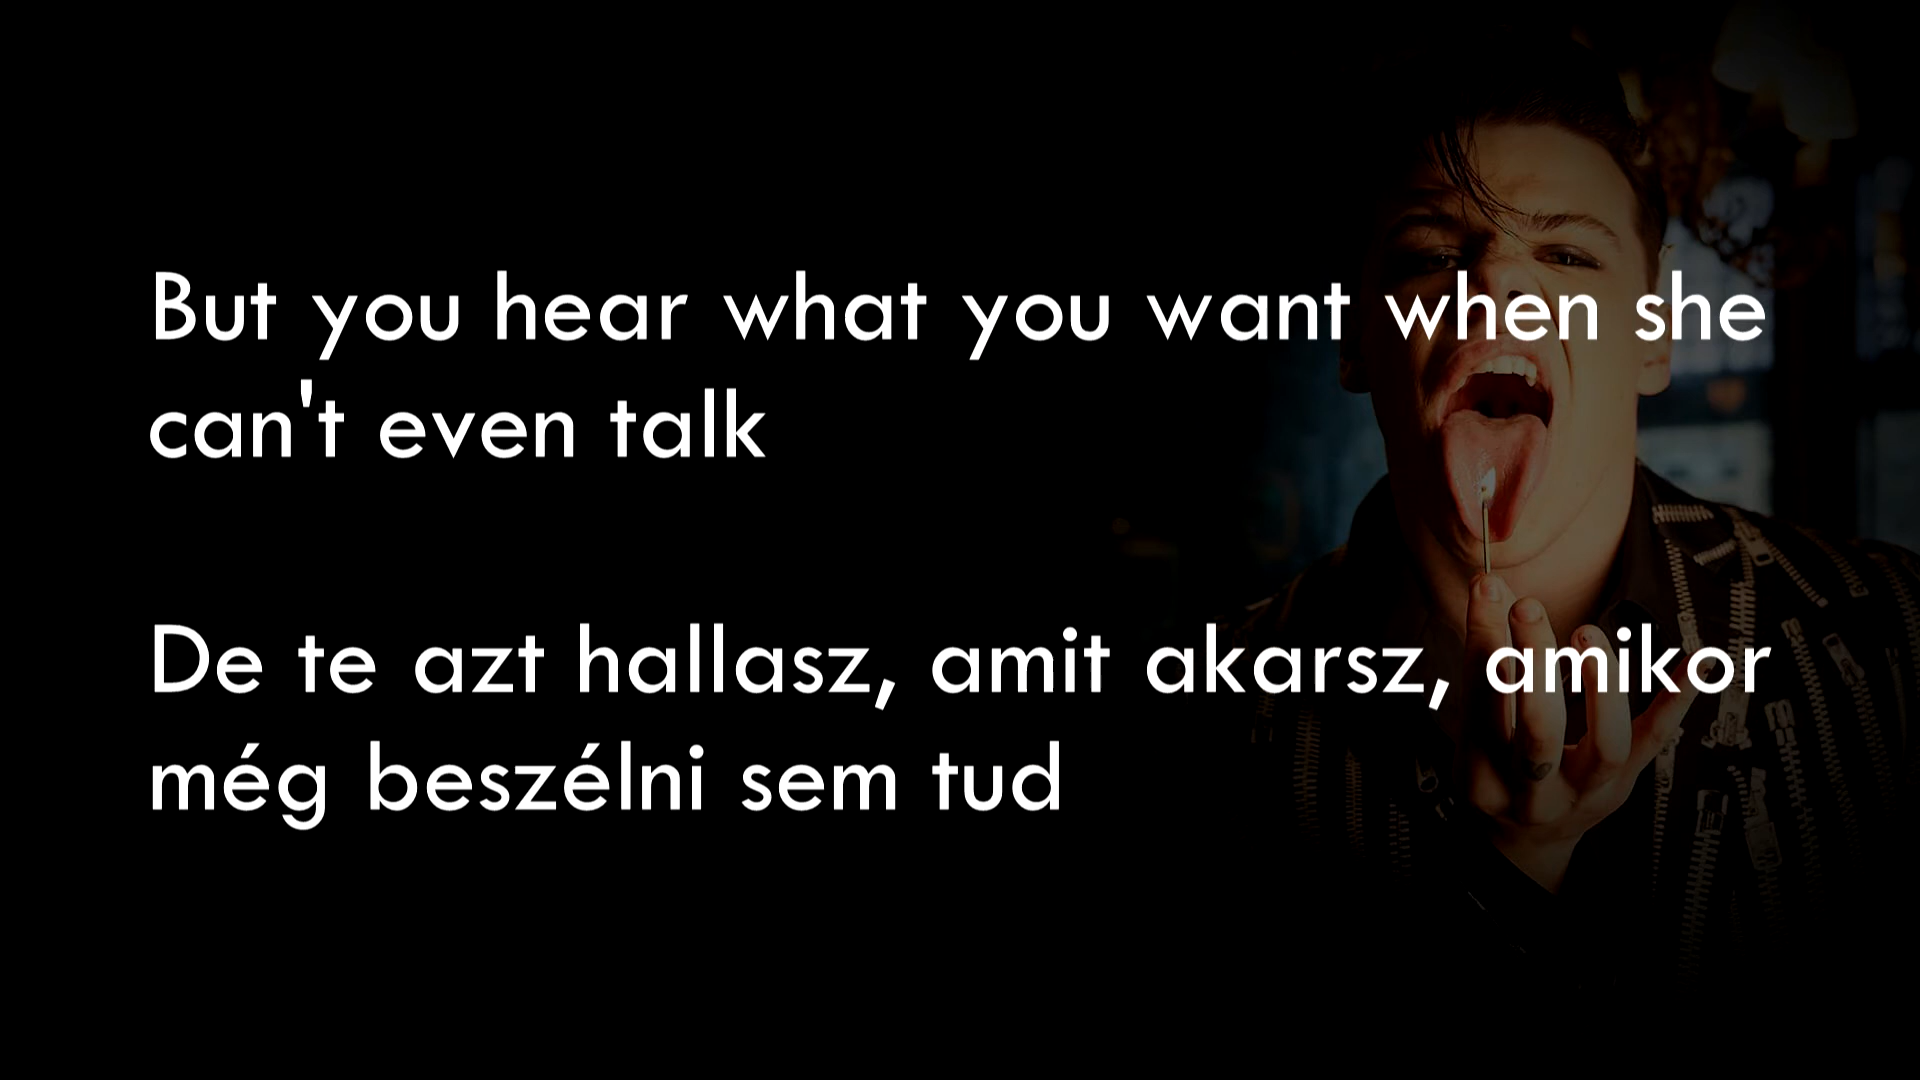 But you hear what you want when she
can't even talk
De te azt hallasz, amit akarsz, amikor
még beszélni sem tud